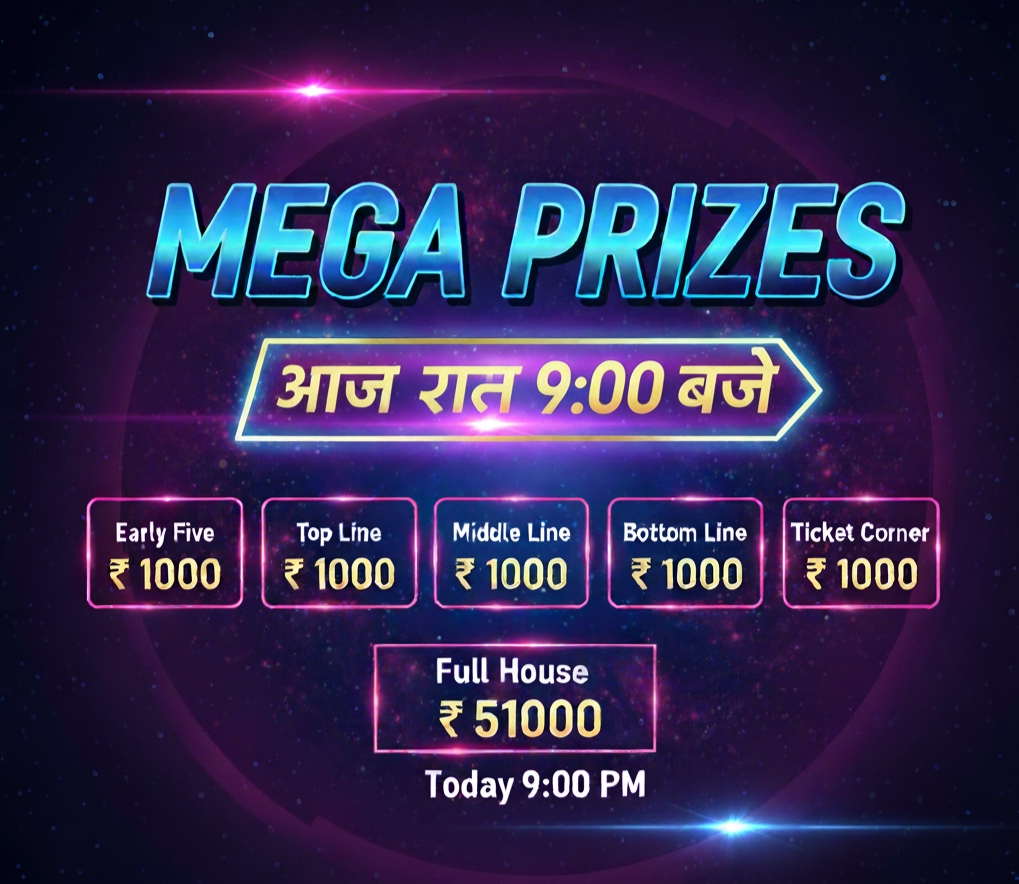 MEGA PRIZES
आज रात 9:00 बजे
Early Five
₹ 1000
Top Line
₹ 1000
Middle Line
₹ 1000
Bottom Line
₹ 1000
Ticket Corner
₹ 1000
Full House
₹ 51000
Today 9:00 PM